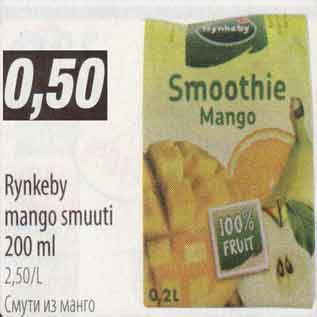 0,50
Rynkeby
mango smuuti
200 ml
2,50/L
Смути из манго
Rynkeby
Smoothie
Mango
100%
FRUIT
0,2L